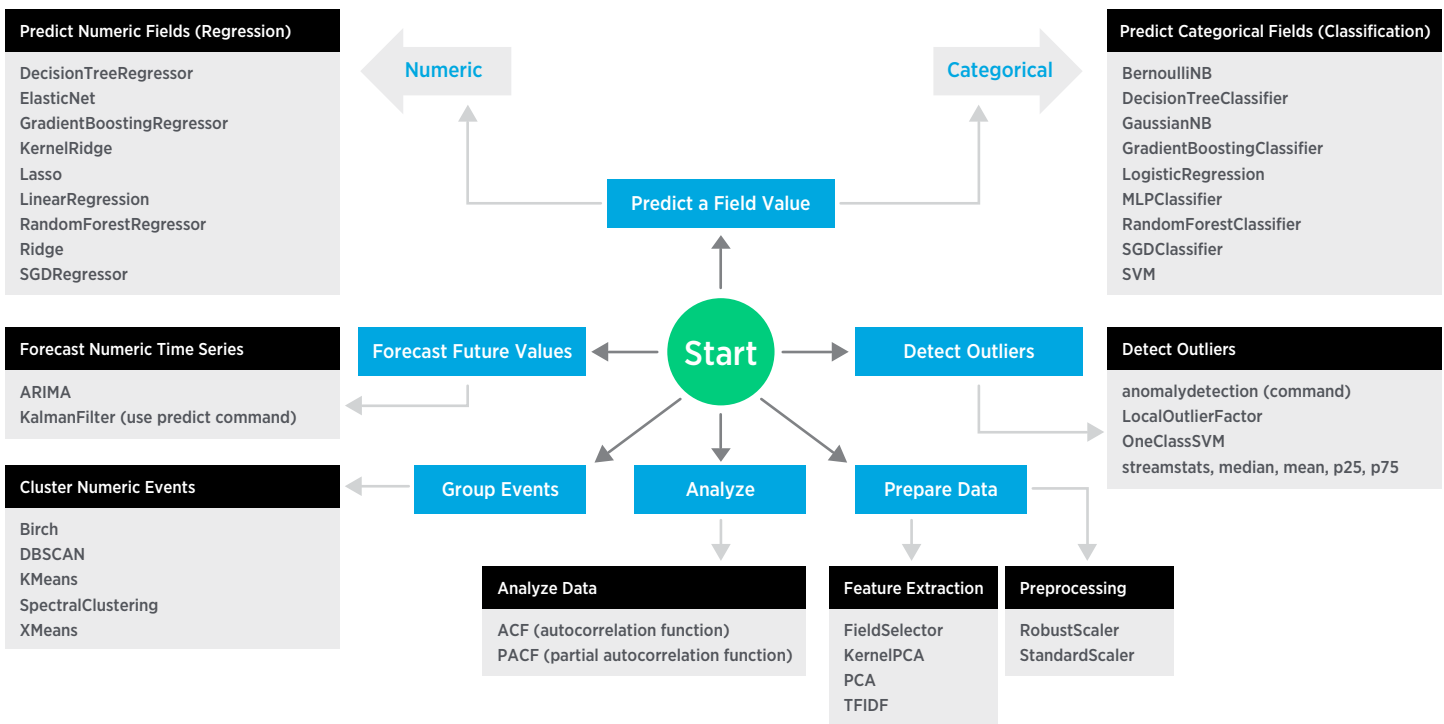 Predict Numeric Fields (Regression)
DecisionTreeRegressor
ElasticNet
GradientBoostingRegressor
KernelRidge
Lasso
LinearRegression
RandomForestRegressor
Ridge
SGDRegressor
Numeric
Categorical
Predict Categorical Fields (Classification)
BernoulliNB
DecisionTreeClassifier
GaussianNB
GradientBoostingClassifier
LogisticRegression
MLPClassifier
RandomForestClassifier
SGDClassifier
SVM
Predict a Field Value
Forecast Numeric Time Series
ARIMA
KalmanFilter (use predict command)
Forecast Future Values
Start
Detect Outliers
Detect Outliers
anomalydetection (command)
LocalOutlierFactor
OneClassSVM
streamstats, median, mean, p25, p75
Cluster Numeric Events
Birch
DBSCAN
KMeans
SpectralClustering
XMeans
Group Events
Analyze
Prepare Data
Analyze Data
ACF (autocorrelation function)
PACF (partial autocorrelation function)
Feature Extraction
FieldSelector
KernelPCA
PCA
TFIDF
Preprocessing
RobustScaler
StandardScaler